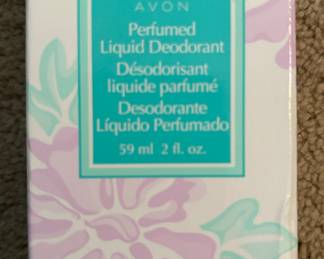 AVON
Perfumed
Liquid Deodorant
Désodorisant
liquide parfumé
Desodorante
Líquido Perfumado
59 ml 2 fl. oz.